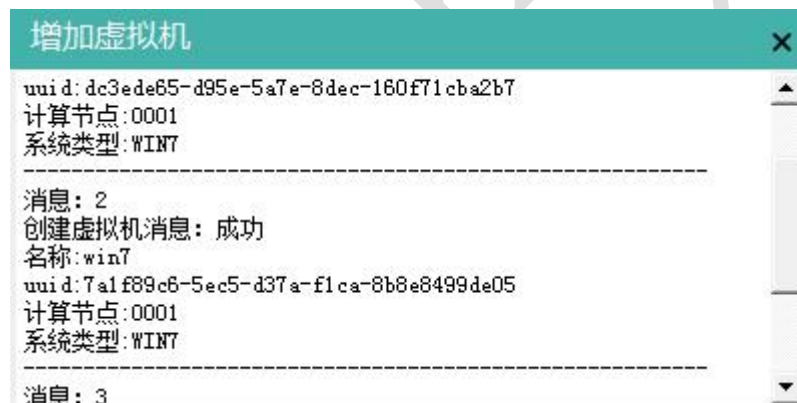 增加虚拟机
uuid:dc3ede65-d95e-5a7e-8dec-160f71cba2b7
计算节点:0001
系统类型:WIN7
----------------------------------------------------------
消息: 2
创建虚拟机消息: 成功
名称:win7
uuid:7a1f89c6-5ec5-d37a-f1ca-8b8e8499de05
计算节点:0001
系统类型:WIN7
----------------------------------------------------------
消息: 3